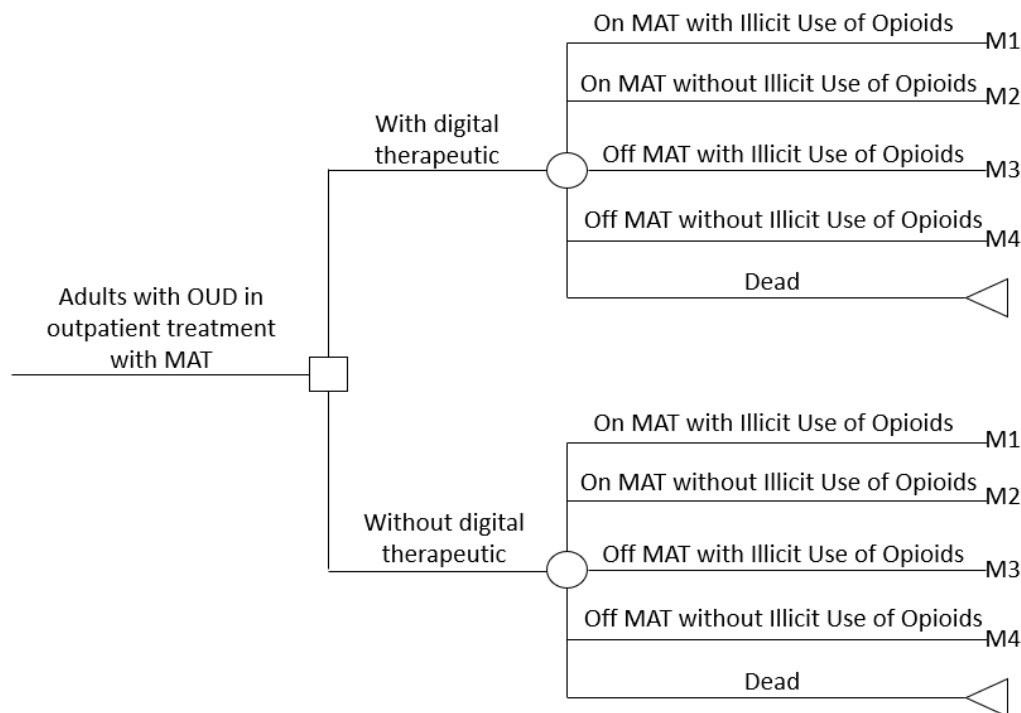 On MAT with Illicit Use of Opioids
M1
On MAT without Illicit Use of Opioids
M2
With digital
therapeutic
Off MAT with Illicit Use of Opioids
M3
Off MAT without Illicit Use of Opioids
M4
Dead
Adults with OUD in
outpatient treatment
with MAT
On MAT with Illicit Use of Opioids
M1
On MAT without Illicit Use of Opioids
M2
Without digital
therapeutic
Off MAT with Illicit Use of Opioids
M3
Off MAT without Illicit Use of Opioids
M4
Dead